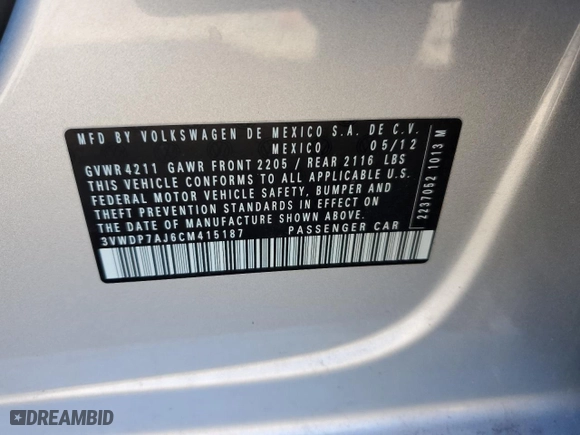 MFD BY VOLKSWAGEN DE MEXICO S.A. DE C.V.
MEXICO 05/12
GVWR 4211 GAWR FRONT 2205 / REAR 2116 LBS
THIS VEHICLE CONFORMS TO ALL APPLICABLE U.S.
FEDERAL MOTOR VEHICLE SAFETY, BUMPER AND
THEFT PREVENTION STANDARDS IN EFFECT ON
THE DATE OF MANUFACTURE SHOWN ABOVE.
3VWDP7AJ6CM415187 PASSENGER CAR
2237052 1013 M
DREAMBID